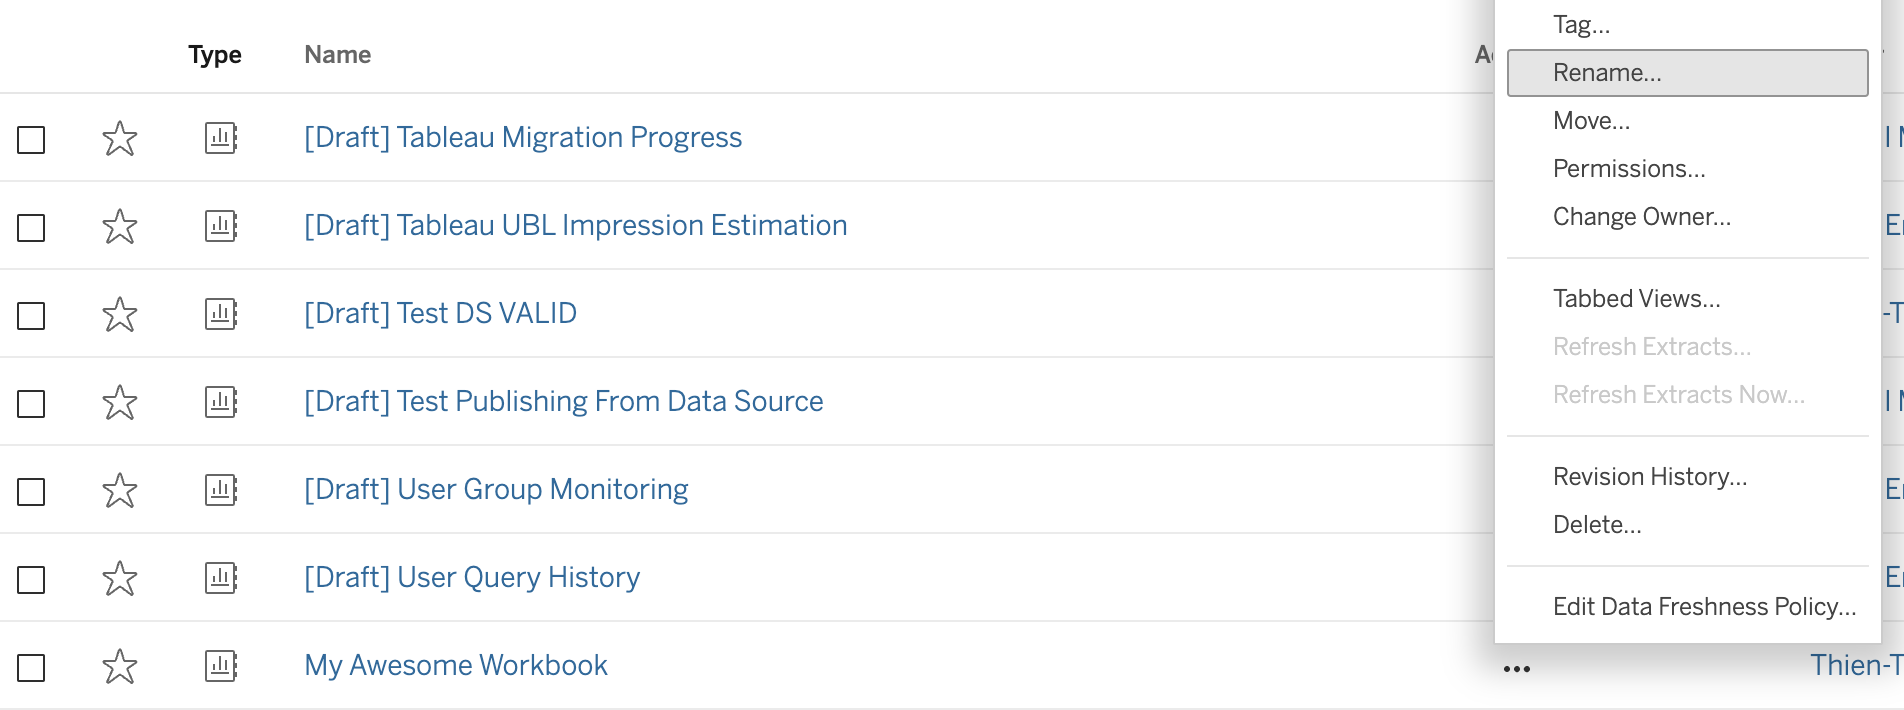 Type Name
[Draft] Tableau Migration Progress
[Draft] Tableau UBL Impression Estimation
[Draft] Test DS VALID
[Draft] Test Publishing From Data Source
[Draft] User Group Monitoring
[Draft] User Query History
My Awesome Workbook ••• Thien-T
Tag...
Rename...
Move...
Permissions...
Change Owner...
Tabbed Views...
Refresh Extracts...
Refresh Extracts Now...
Revision History...
Delete...
Edit Data Freshness Policy...